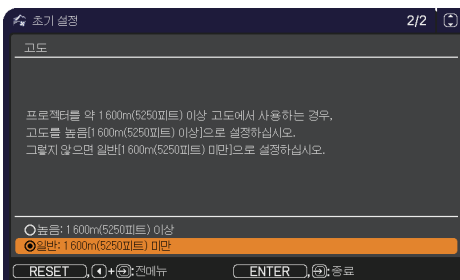 초기 설정 2/2
고도
프로젝터를 약 1600m(5250피트) 이상 고도에서 사용하는 경우,
고도를 높음[1600m(5250피트) 이상]으로 설정하십시오.
그렇지 않으면 일반[1600m(5250피트) 미만]으로 설정하십시오.
높음: 1600m(5250피트) 이상
일반: 1600m(5250피트) 미만
RESET , + :전메뉴 ENTER , :종료